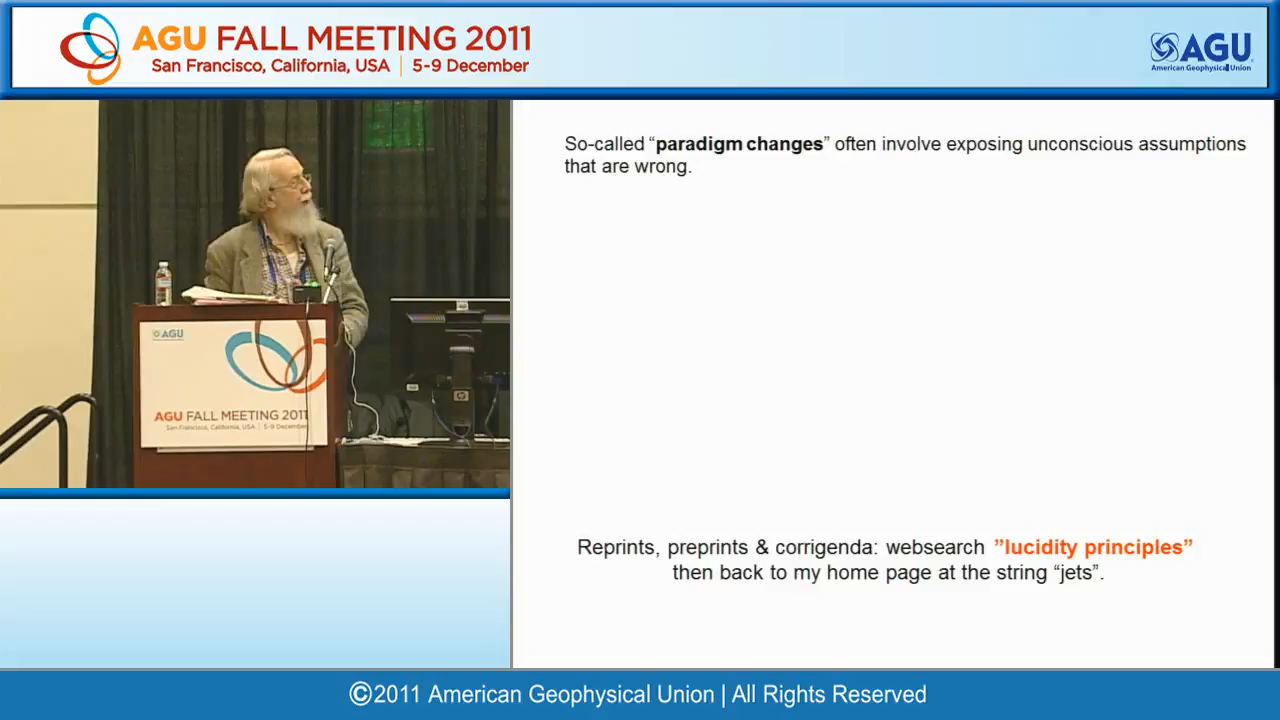 AGU FALL MEETING 2011
San Francisco, California, USA | 5-9 December
AGU
American Geophysical Union
So-called “paradigm changes” often involve exposing unconscious assumptions
that are wrong.
AGU
AGU FALL MEETING 2011
San Francisco, California, USA | 5-9 December
hp
Reprints, preprints & corrigenda: websearch ”lucidity principles”
then back to my home page at the string “jets”.
©2011 American Geophysical Union | All Rights Reserved